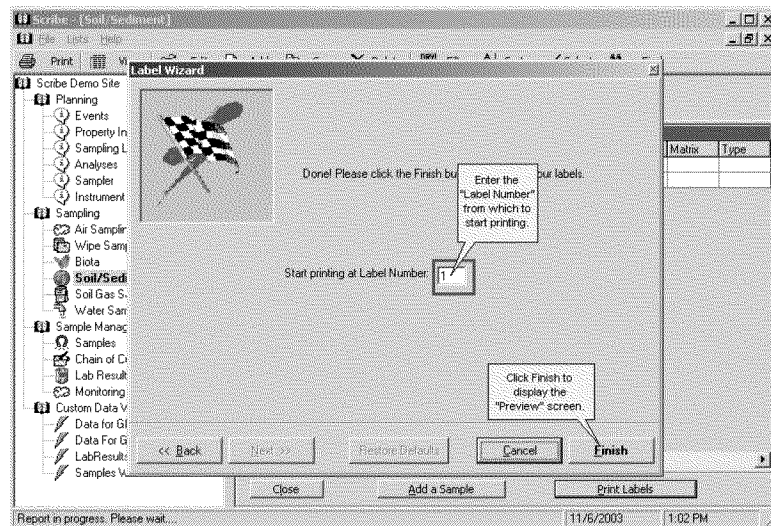 Scribe - [Soil/Sediment]
File Lists Help
Print
Label Wizard
Scribe Demo Site
Planning
Events
Property In
Sampling L
Analyses
Sampler
Instrument
Sampling
Air Samplin
Wipe Samp
Biota
Soil/Sedi
Soil Gas S
Water Sam
Sample Manag
Samples
Chain of C
Lab Result
Monitoring
Custom Data V
Data for GI
Data For G
LabResults
Samples
Matrix Type
Done! Please click the Finish bu our labels.
Enter the
"Label Number"
from which to
start printing.
Start printing at Label Number: 1
Click Finish to
display the
"Preview" screen.
<< Back Next >> Restore Defaults Cancel Finish
Close Add a Sample Print Labels
Report in progress. Please wait.... 11/6/2003 1:02 PM